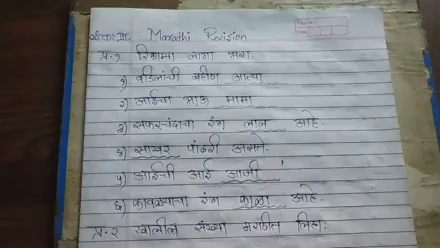 Marathi Revision
प्र.१ रिकाम्या जागा भरा.
१) वडिलांची बहीण आत्या
२) आईचा भाऊ मामा
३) सफरचंदाचा रंग लाल आहे.
४) साखर पांढरी असते.
५) आईची आई आजी
६) कावळ्याचा रंग काळा आहे.
प्र.२ खालील संख्या मराठीत लिहा.